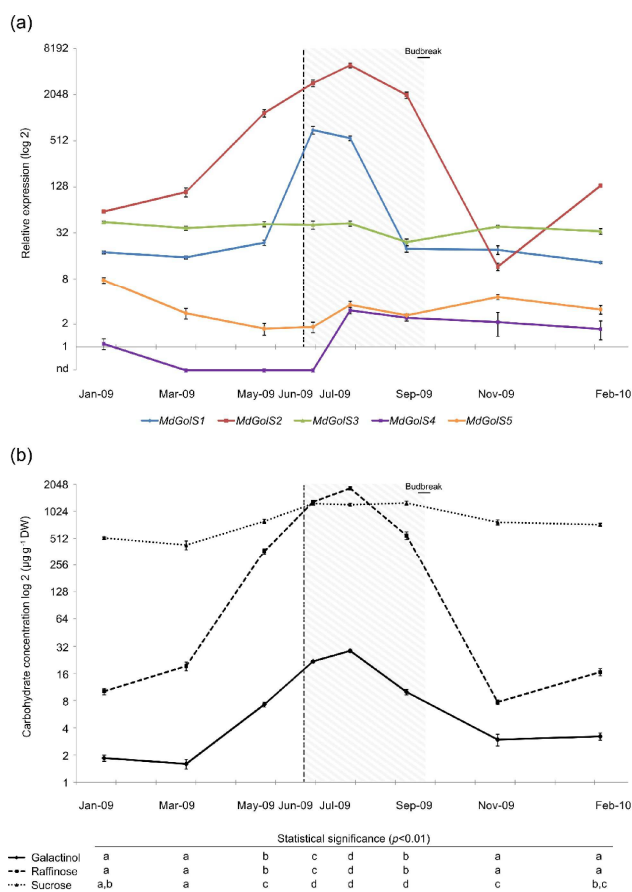 (a)
Budbreak
8192
2048
512
128
32
8
2
1
nd
Relative expression (log 2)
Jan-09 Mar-09 May-09 Jun-09 Jul-09 Sep-09 Nov-09 Feb-10
MdGolS1 MdGolS2 MdGolS3 MdGolS4 MdGolS5
(b)
Budbreak
2048
1024
512
256
128
64
32
16
8
4
2
1
Carbohydrate concentration log 2 (µg g⁻¹ DW)
Jan-09 Mar-09 May-09 Jun-09 Jul-09 Sep-09 Nov-09 Feb-10
Statistical significance (p<0.01)
Galactinol a a b c d b a a
Raffinose a a b c d b a a
Sucrose a,b a c d d d c b,c